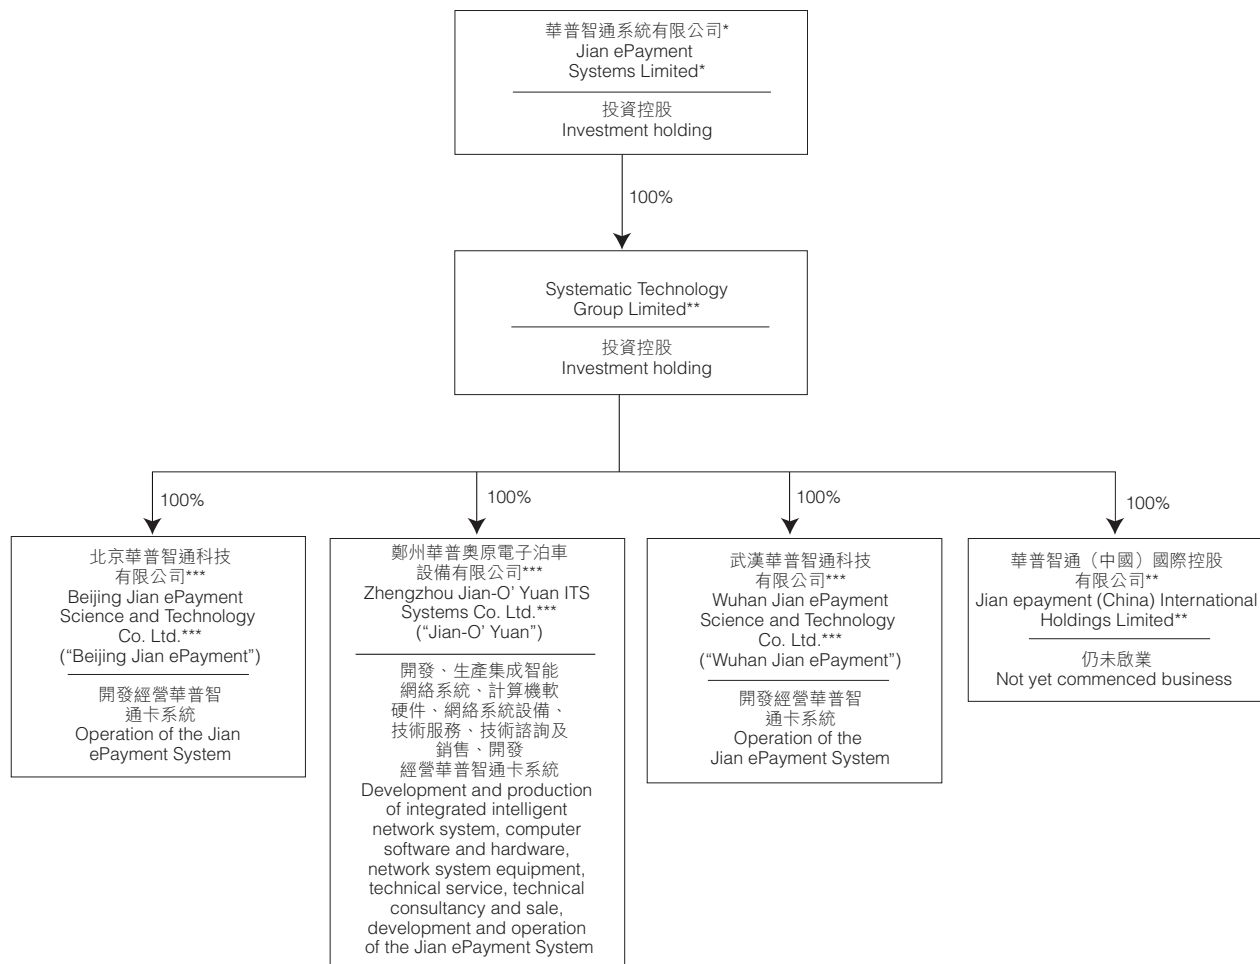 華普智通系統有限公司*
Jian ePayment
Systems Limited*
投資控股
Investment holding
100%
Systematic Technology
Group Limited**
投資控股
Investment holding
100%
100%
100%
100%
北京華普智通科技
有限公司***
Beijing Jian ePayment
Science and Technology
Co. Ltd.***
(“Beijing Jian ePayment”)
開發經營華普智
通卡系統
Operation of the Jian
ePayment System
鄭州華普奧原電子泊車
設備有限公司***
Zhengzhou Jian-O’ Yuan ITS
Systems Co. Ltd.***
(“Jian-O’ Yuan”)
開發、生產集成智能
網絡系統、計算機軟
硬件、網絡系統設備、
技術服務、技術諮詢及
銷售、開發
經營華普智通卡系統
Development and production
of integrated intelligent
network system, computer
software and hardware,
network system equipment,
technical service, technical
consultancy and sale,
development and operation
of the Jian ePayment System
武漢華普智通科技
有限公司***
Wuhan Jian ePayment
Science and Technology
Co. Ltd.***
(“Wuhan Jian ePayment”)
開發經營華普智
通卡系統
Operation of the
Jian ePayment System
華普智通（中國）國際控股
有限公司**
Jian epayment (China) International
Holdings Limited**
仍未啟業
Not yet commenced business